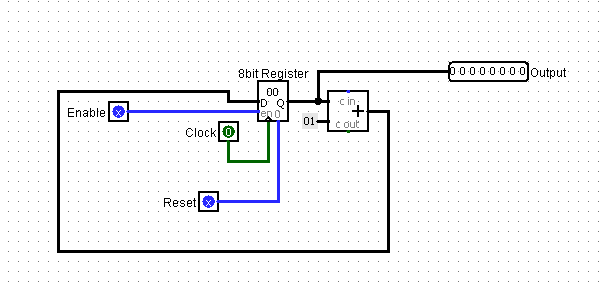 8bit Register
00
0 0 0 0 0 0 0 0 Output
D Q
c in
Enable x
en 0
+
01
Clock 0
c out
Reset x